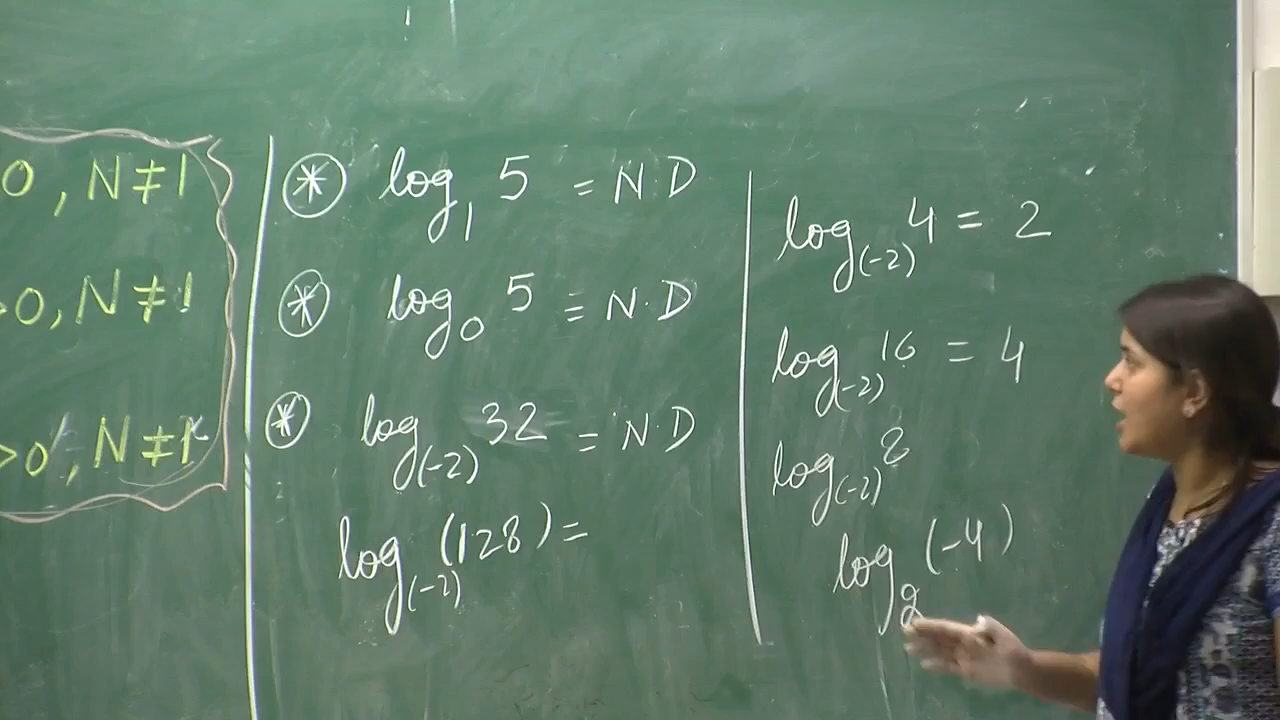 0, N ≠ 1
>0, N ≠ 1
>0, N ≠ 1
* log₁ 5 = N.D
* log₀ 5 = N.D
* log₍₋₂₎ 32 = N.D
log₍₋₂₎ (128) =
log₍₋₂₎ 4 = 2
log₍₋₂₎ 16 = 4
log₍₋₂₎ 8
log₂ (-4)